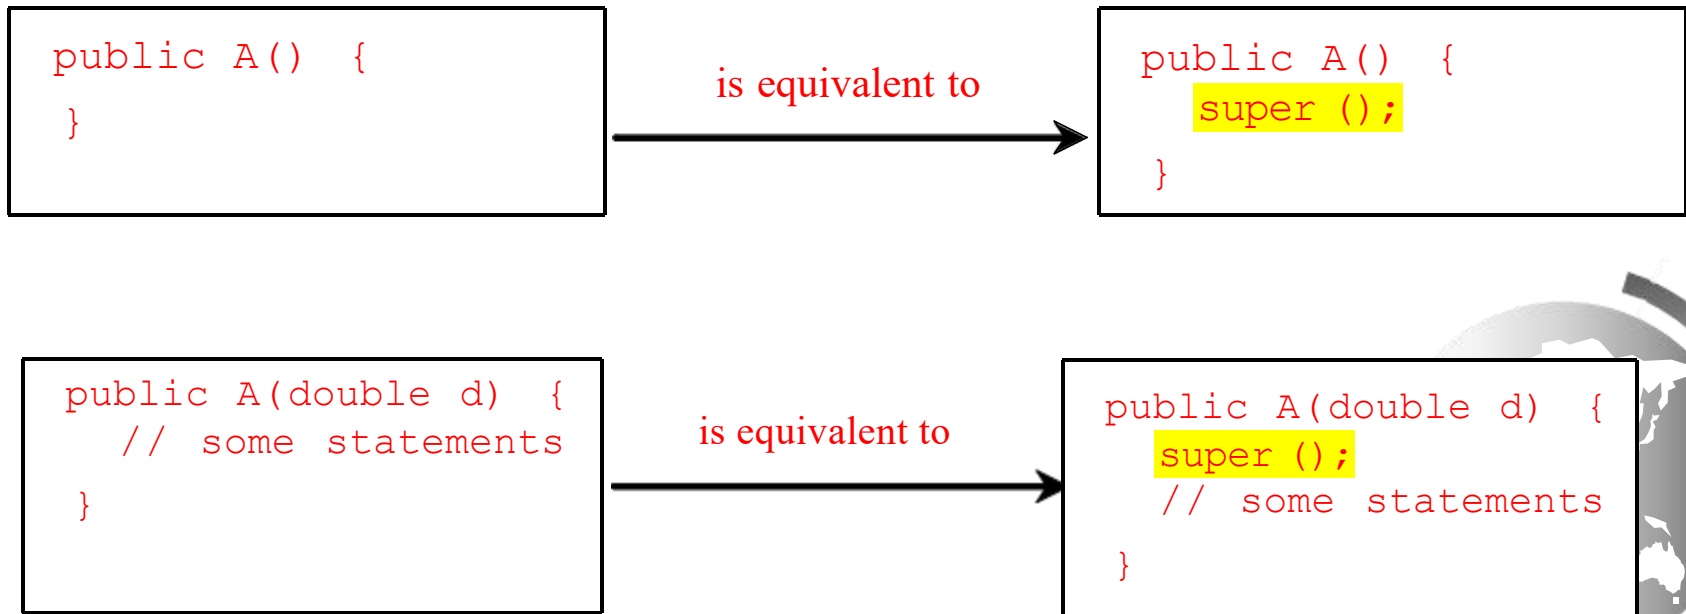 public A() {
}
is equivalent to
public A() {
super ();
}
public A(double d) {
// some statements
}
is equivalent to
public A(double d) {
super ();
// some statements
}